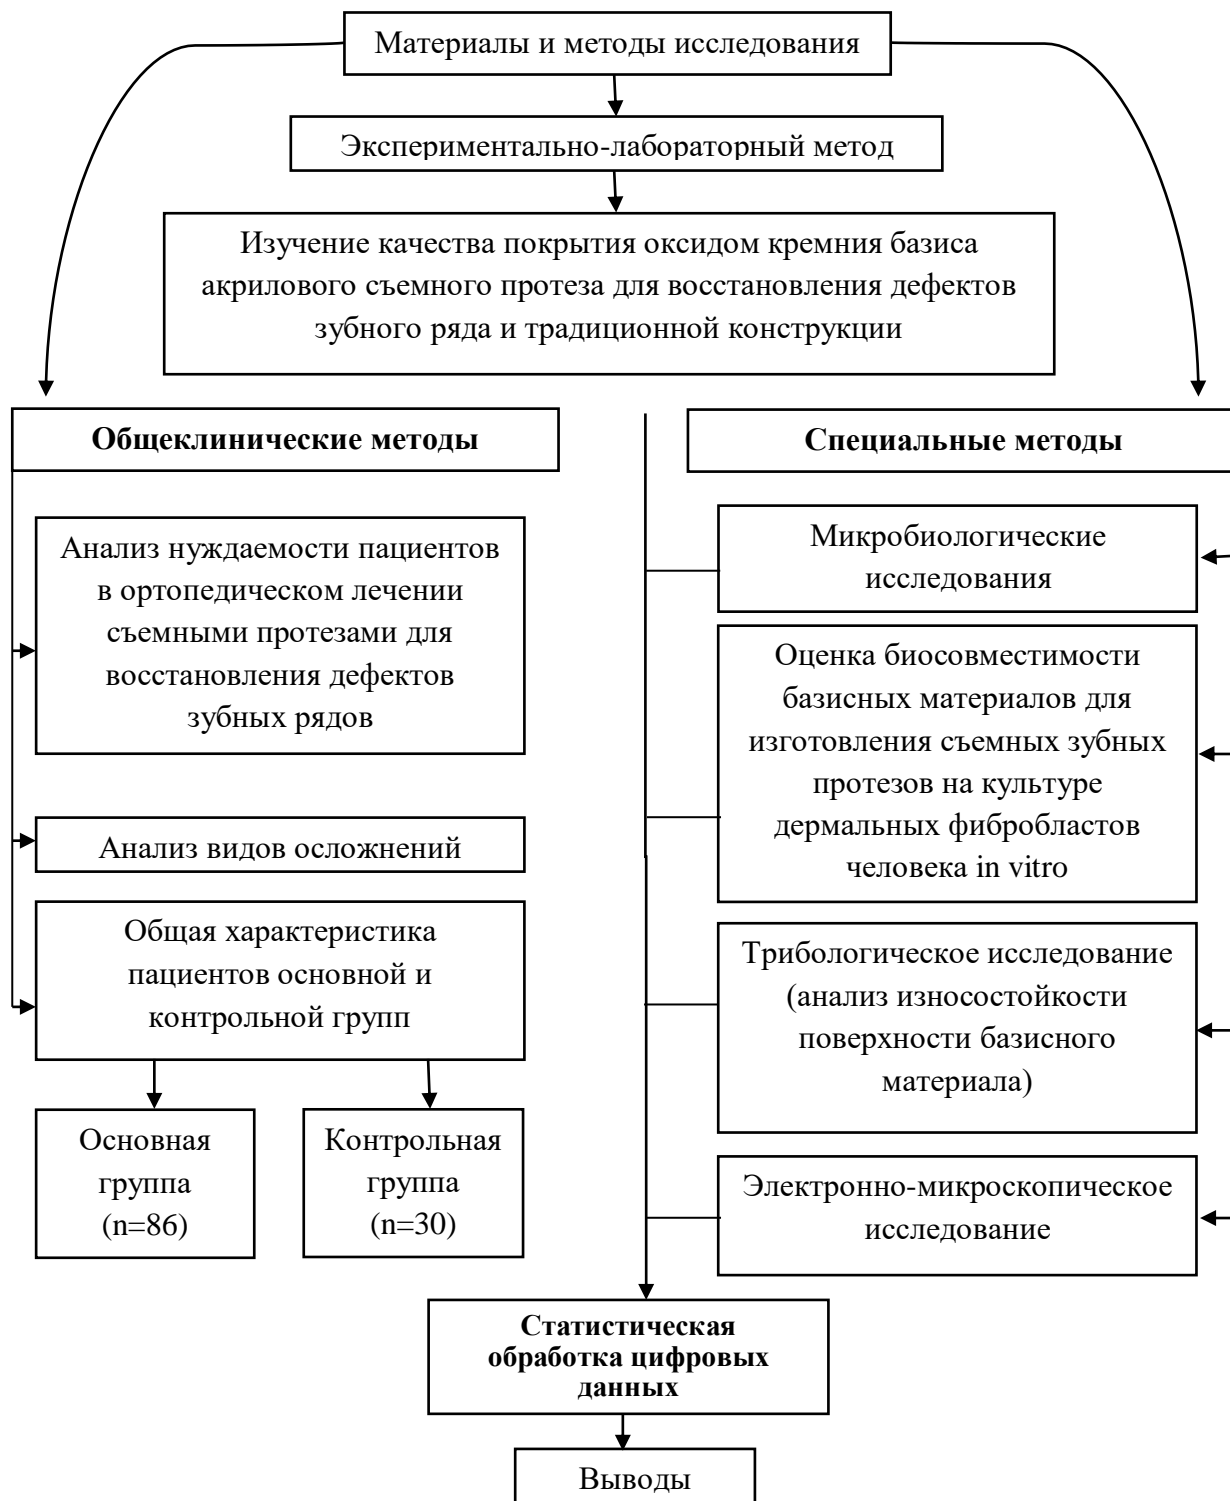 Материалы и методы исследования
Экспериментально-лабораторный метод
Изучение качества покрытия оксидом кремния базиса
акрилового съемного протеза для восстановления дефектов
зубного ряда и традиционной конструкции
Общеклинические методы
Анализ нуждаемости пациентов
в ортопедическом лечении
съемными протезами для
восстановления дефектов
зубных рядов
Анализ видов осложнений
Общая характеристика
пациентов основной и
контрольной групп
Основная
группа
(n=86)
Контрольная
группа
(n=30)
Специальные методы
Микробиологические
исследования
Оценка биосовместимости
базисных материалов для
изготовления съемных зубных
протезов на культуре
дермальных фибробластов
человека in vitro
Трибологическое исследование
(анализ износостойкости
поверхности базисного
материала)
Электронно-микроскопическое
исследование
Статистическая
обработка цифровых
данных
Выводы